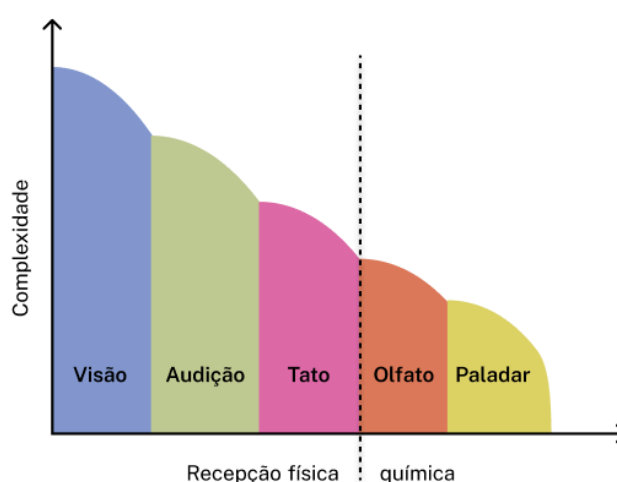 Complexidade
Visão
Audição
Tato
Olfato
Paladar
Recepção física
química